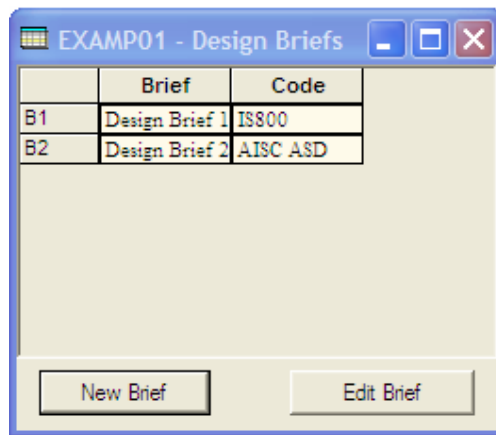 EXAMP01 - Design Briefs
Brief Code
B1 Design Brief 1 IS800
B2 Design Brief 2 AISC ASD
New Brief Edit Brief